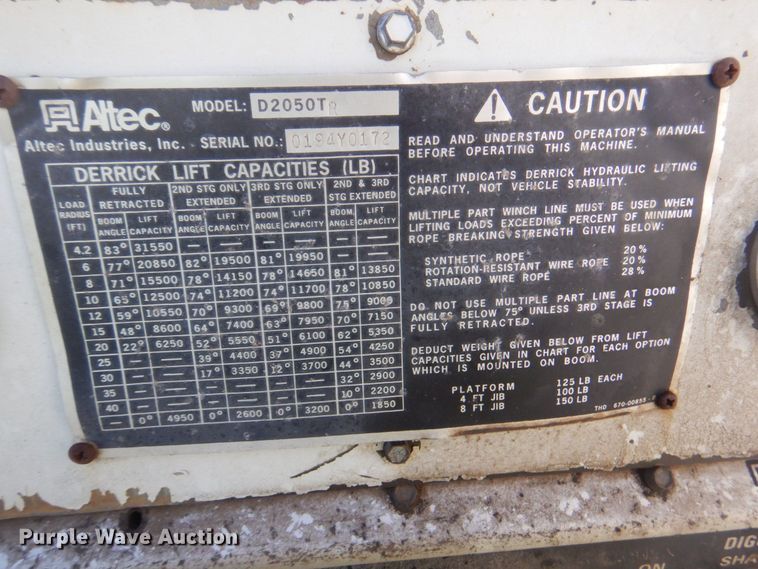 Altec®
MODEL: D2050TR
Altec Industries, Inc. SERIAL NO.: 0194Y0172
DERRICK LIFT CAPACITIES (LB)
LOAD RADIUS (FT) FULLY RETRACTED 2ND STG ONLY EXTENDED 3RD STG ONLY EXTENDED 2ND & 3RD STG EXTENDED
BOOM ANGLE LIFT CAPACITY BOOM ANGLE LIFT CAPACITY BOOM ANGLE LIFT CAPACITY BOOM ANGLE LIFT CAPACITY
4.2 83° 31550 — — — — — —
6 77° 20850 82° 19500 81° 19950 — —
8 71° 15500 78° 14150 78° 14650 81° 13850
10 65° 12500 74° 11200 74° 11700 78° 10850
12 59° 10550 70° 9300 69° 9800 75° 9000
15 48° 8600 64° 7400 63° 7950 70° 7150
20 22° 6250 52° 5550 51° 6100 62° 5350
25 — — 39° 4400 37° 4900 54° 4250
30 — — 17° 3350 12° 3700 44° 3500
35 — — — — — — 32° 2900
40 — — — — — — 10° 2200
— 0° 4950 0° 2600 0° 3200 0° 1850
CAUTION
READ AND UNDERSTAND OPERATOR'S MANUAL
BEFORE OPERATING THIS MACHINE.
CHART INDICATES DERRICK HYDRAULIC LIFTING
CAPACITY, NOT VEHICLE STABILITY.
MULTIPLE PART WINCH LINE MUST BE USED WHEN
LIFTING LOADS EXCEEDING PERCENT OF MINIMUM
ROPE BREAKING STRENGTH GIVEN BELOW:
SYNTHETIC ROPE 20%
ROTATION-RESISTANT WIRE ROPE 20%
STANDARD WIRE ROPE 28%
DO NOT USE MULTIPLE PART LINE AT BOOM
ANGLES BELOW 75° UNLESS 3RD STAGE IS
FULLY RETRACTED.
DEDUCT WEIGHT GIVEN BELOW FROM LIFT
CAPACITIES GIVEN IN CHART FOR EACH OPTION
WHICH IS MOUNTED ON BOOM.
PLATFORM 125 LB EACH
4 FT JIB 100 LB
8 FT JIB 150 LB
THD 670-00855
Purple Wave Auction
DIG
SHA
ON
Purple Wave Auction